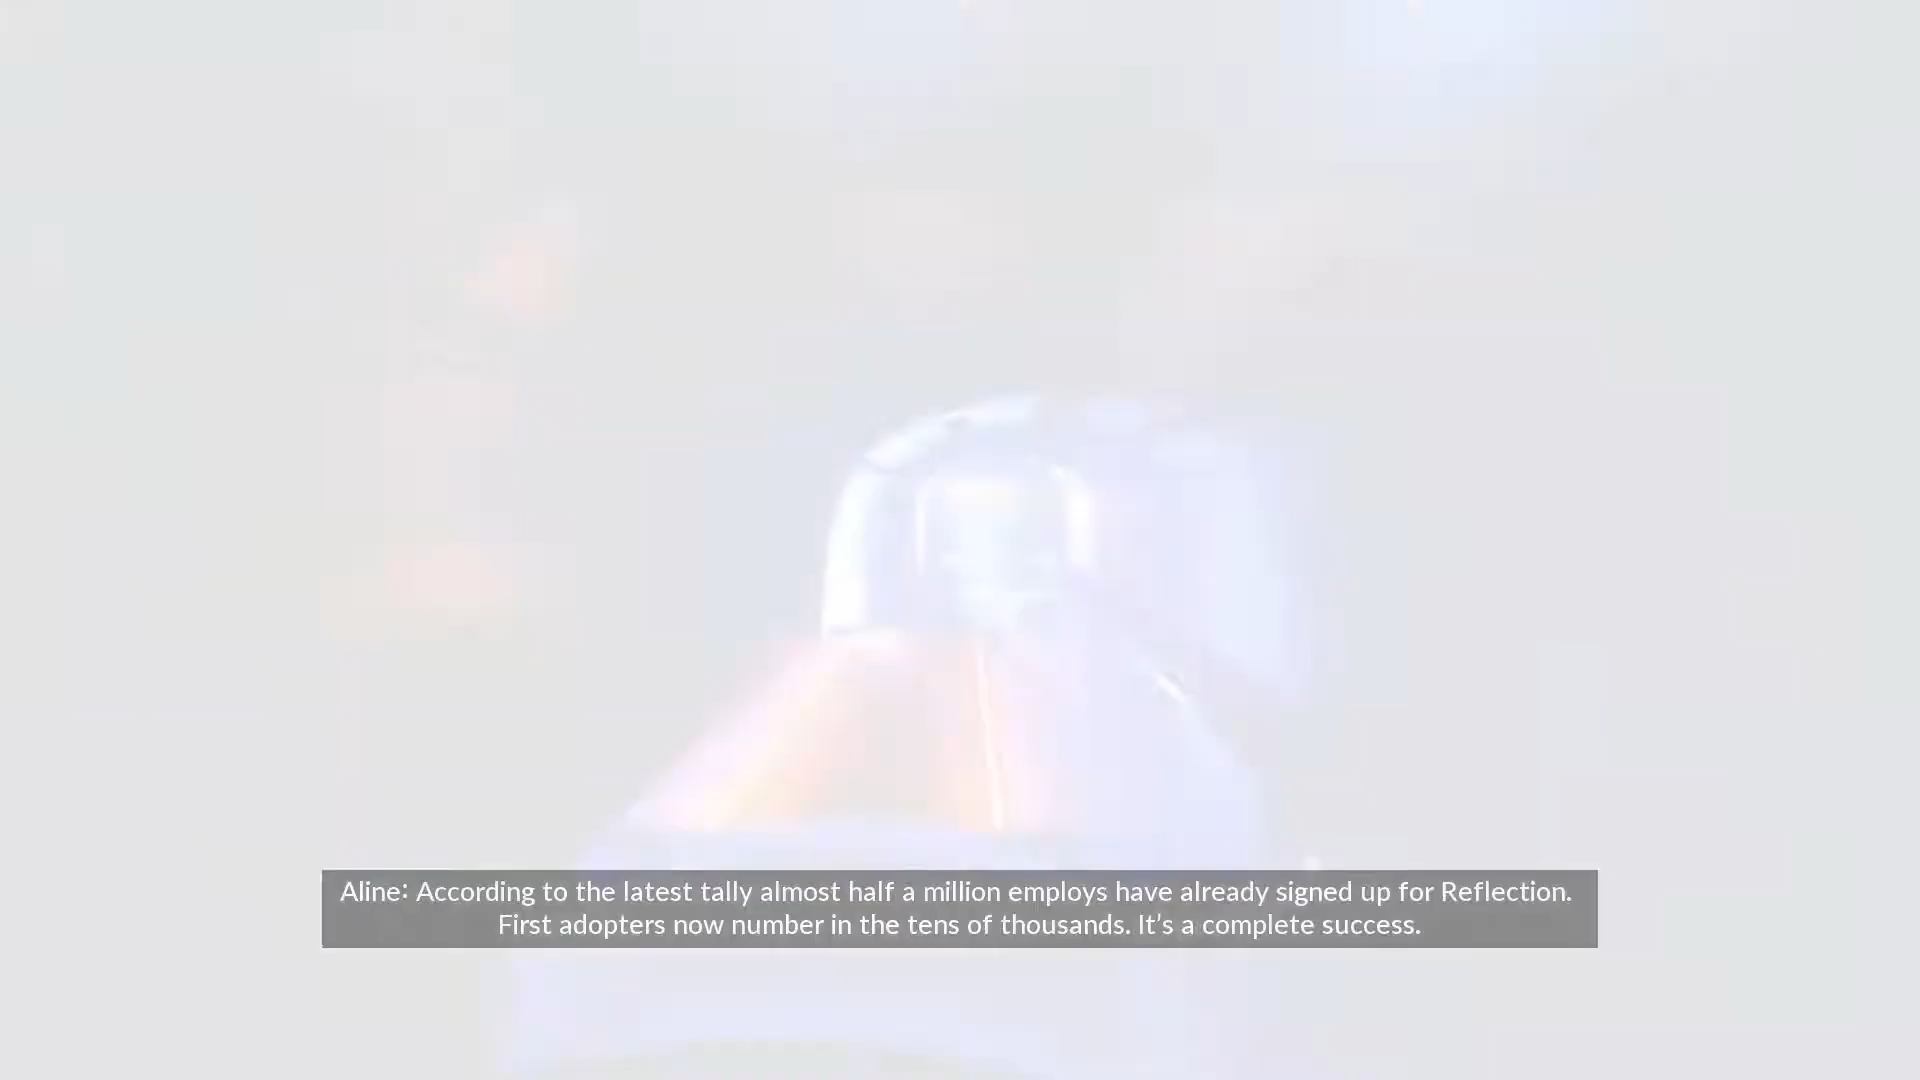 Aline: According to the latest tally almost half a million employs have already signed up for Reflection.
First adopters now number in the tens of thousands. It's a complete success.